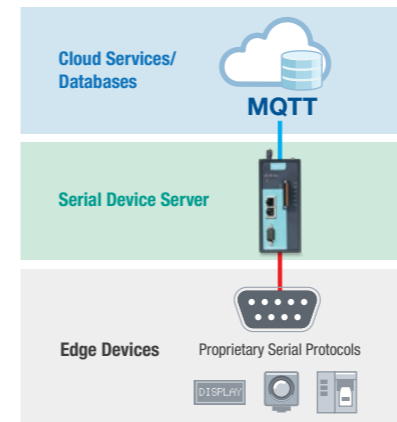 Cloud Services/
Databases
MQTT
Serial Device Server
Edge Devices
Proprietary Serial Protocols
DISPLAY